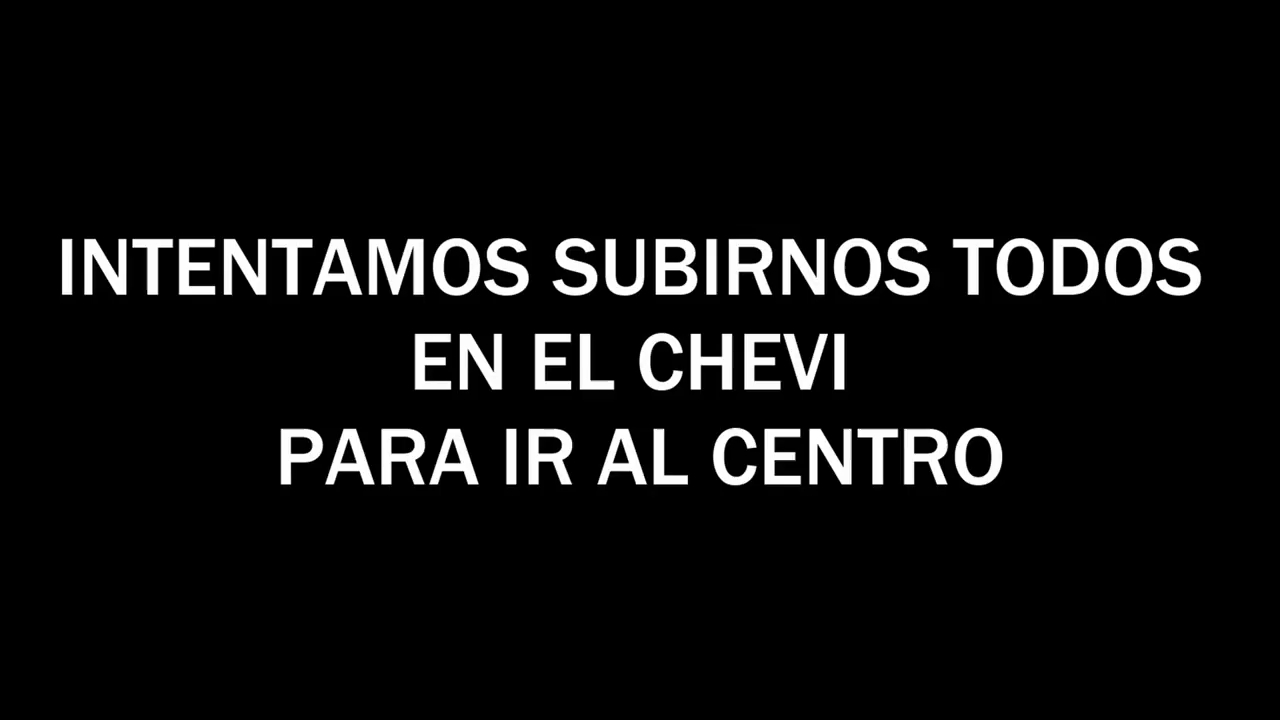 INTENTAMOS SUBIRNOS TODOS
EN EL CHEVI
PARA IR AL CENTRO